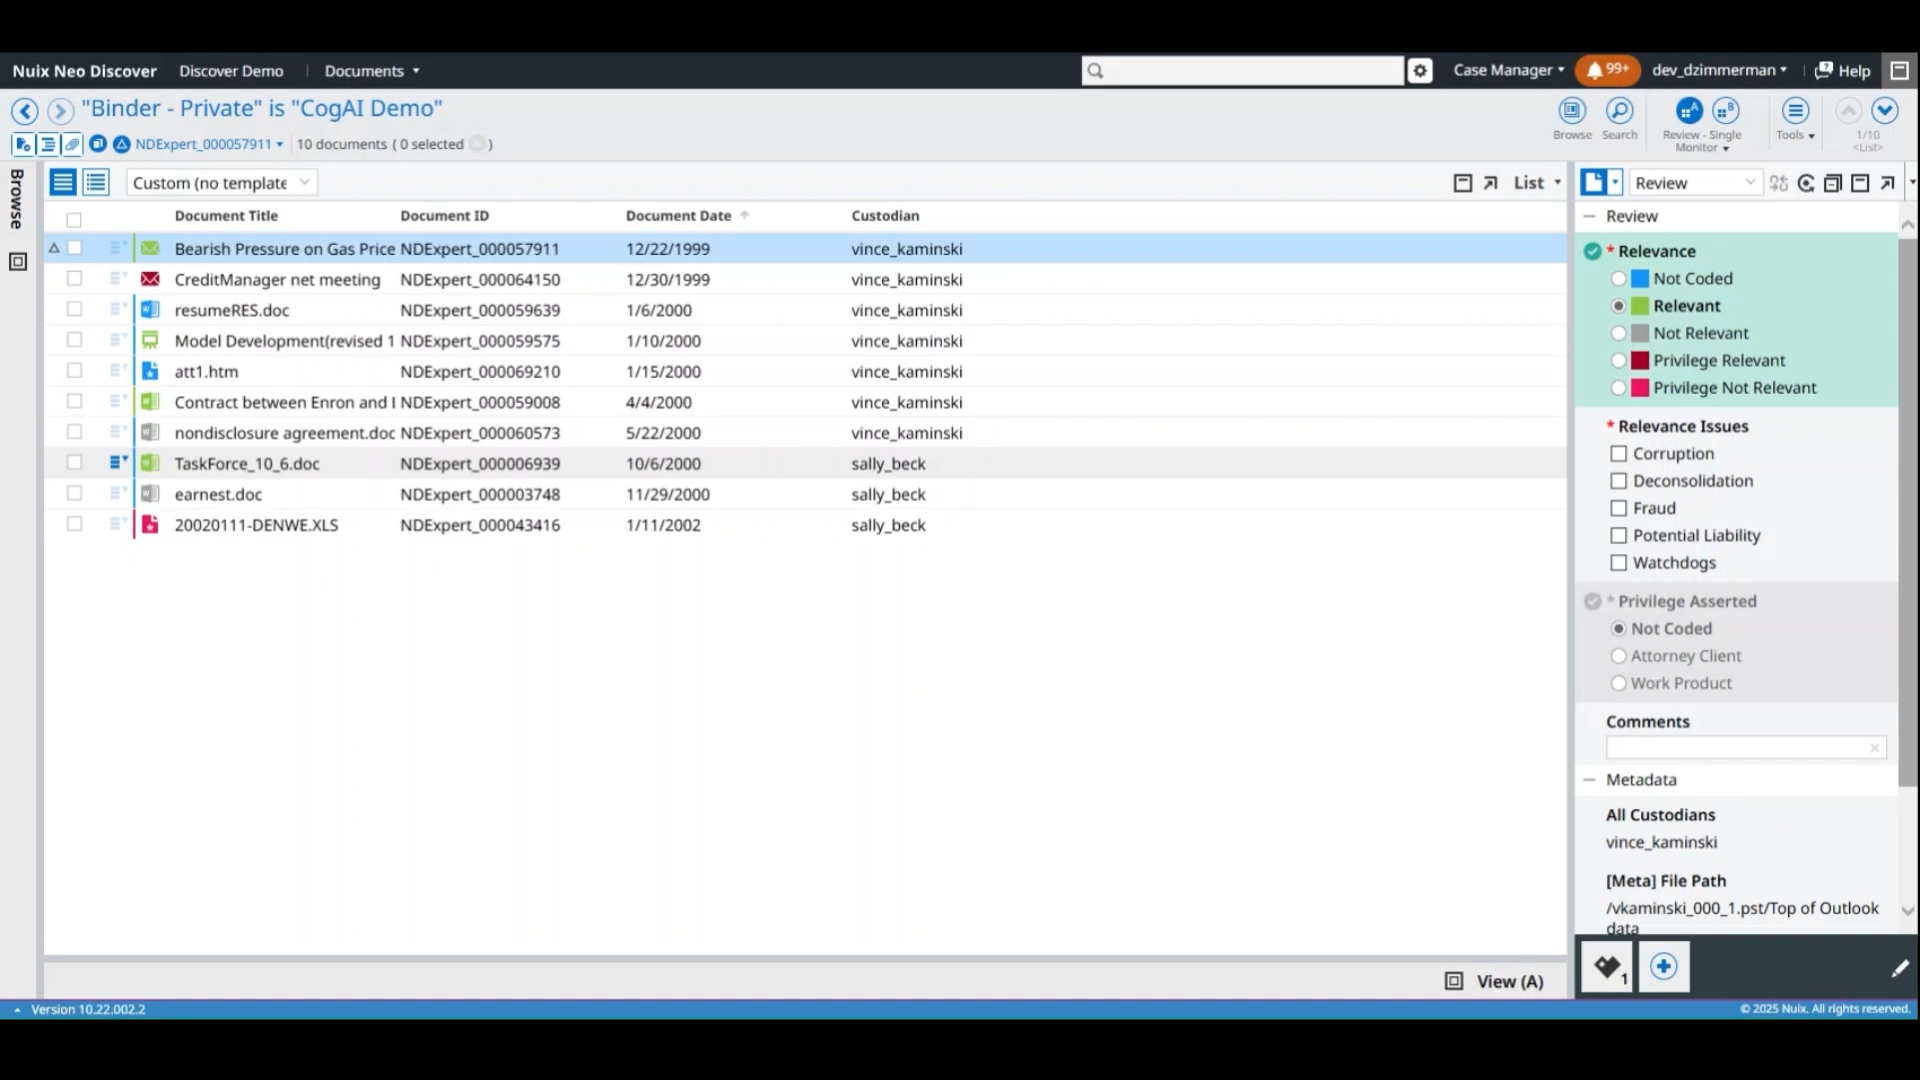 Nuix Neo Discover Discover Demo Documents Case Manager 99+ dev_dzimmerman Help
"Binder - Private" is "CogAI Demo"
Browse Search Review - Single Monitor Tools 1/10 <List>
NDExpert_000057911 10 documents ( 0 selected )
Browse
Custom (no template List Review
Document Title Document ID Document Date Custodian
Bearish Pressure on Gas Price NDExpert_000057911 12/22/1999 vince_kaminski
CreditManager net meeting NDExpert_000064150 12/30/1999 vince_kaminski
resumeRES.doc NDExpert_000059639 1/6/2000 vince_kaminski
Model Development(revised 1 NDExpert_000059575 1/10/2000 vince_kaminski
att1.htm NDExpert_000069210 1/15/2000 vince_kaminski
Contract between Enron and NDExpert_000059008 4/4/2000 vince_kaminski
nondisclosure agreement.doc NDExpert_000060573 5/22/2000 vince_kaminski
TaskForce_10_6.doc NDExpert_000006939 10/6/2000 sally_beck
earnest.doc NDExpert_000003748 11/29/2000 sally_beck
20020111-DENWE.XLS NDExpert_000043416 1/11/2002 sally_beck
Review
* Relevance
Not Coded
Relevant
Not Relevant
Privilege Relevant
Privilege Not Relevant
* Relevance Issues
Corruption
Deconsolidation
Fraud
Potential Liability
Watchdogs
* Privilege Asserted
Not Coded
Attorney Client
Work Product
Comments
Metadata
All Custodians
vince_kaminski
[Meta] File Path
/vkaminski_000_1.pst/Top of Outlook
data
1
View (A)
Version 10.22.002.2
© 2025 Nuix. All rights reserved.